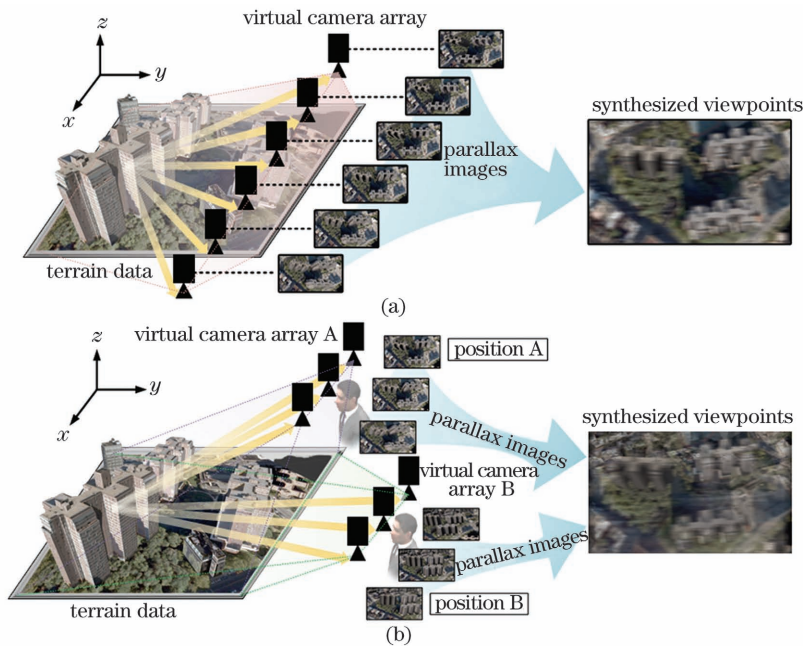 virtual camera array
z
y
x
synthesized viewpoints
parallax
images
terrain data
(a)
virtual camera array A
position A
z
y
x
synthesized viewpoints
parallax images
virtual camera
array B
parallax images
terrain data
position B
(b)